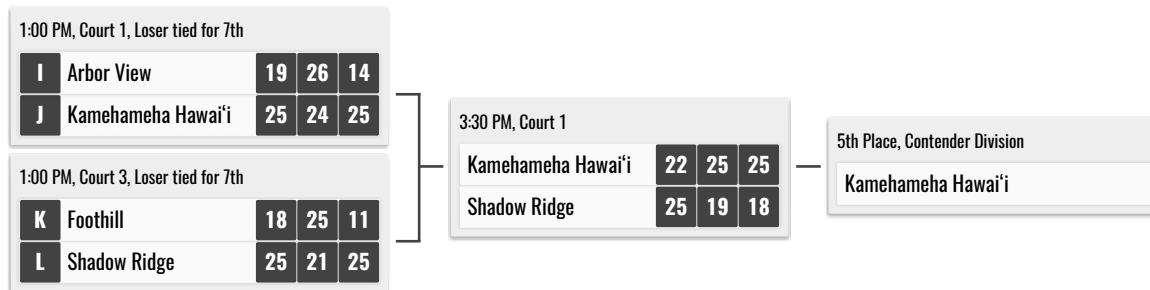 1:00 PM, Court 1, Loser tied for 7th
I Arbor View 19 26 14
J Kamehameha Hawaiʻi 25 24 25
1:00 PM, Court 3, Loser tied for 7th
K Foothill 18 25 11
L Shadow Ridge 25 21 25
3:30 PM, Court 1
Kamehameha Hawaiʻi 22 25 25
Shadow Ridge 25 19 18
5th Place, Contender Division
Kamehameha Hawaiʻi